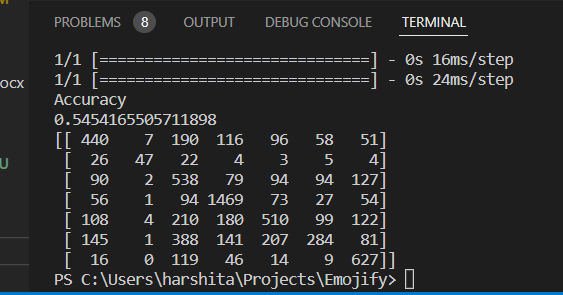 PROBLEMS 8 OUTPUT DEBUG CONSOLE TERMINAL
1/1 [==============================] - 0s 16ms/step
ocx 1/1 [==============================] - 0s 24ms/step
Accuracy
0.5454165505711898
[[ 440 7 190 116 96 58 51]
[ 26 47 22 4 3 5 4]
U [ 90 2 538 79 94 94 127]
[ 56 1 94 1469 73 27 54]
[ 108 4 210 180 510 99 122]
[ 145 1 388 141 207 284 81]
[ 16 0 119 46 14 9 627]]
PS C:\Users\harshita\Projects\Emojify>